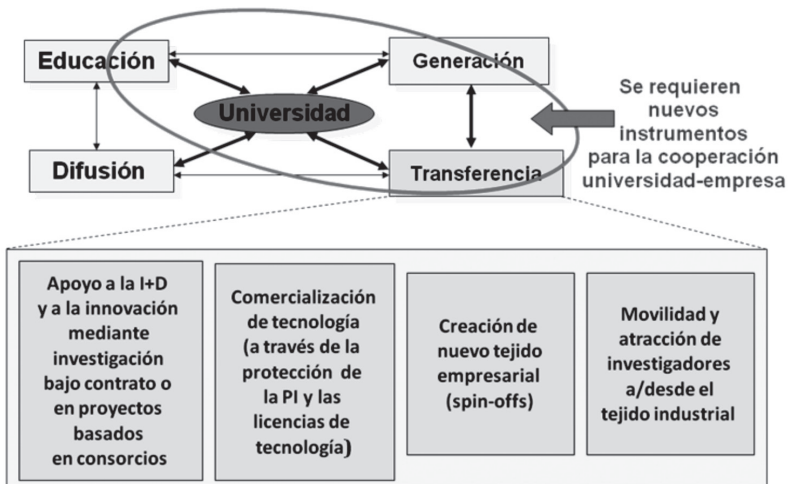 Educación
Generación
Universidad
Difusión
Transferencia
Se requieren
nuevos
instrumentos
para la cooperación
universidad-empresa
Apoyo a la I+D
y a la innovación
mediante
investigación
bajo contrato o
en proyectos
basados
en consorcios
Comercialización
de tecnología
(a través de la
protección de
la PI y las
licencias de
tecnología)
Creación de
nuevo tejido
empresarial
(spin-offs)
Movilidad y
atracción de
investigadores
a/desde el
tejido industrial